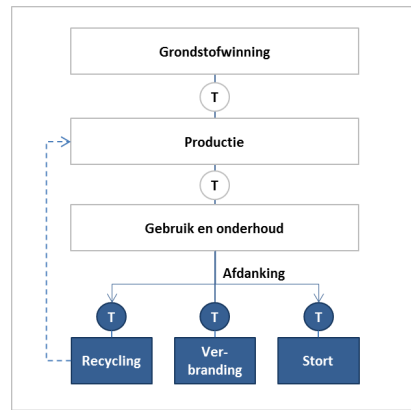 Grondstofwinning
T
Productie
T
Gebruik en onderhoud
Afdanking
T
T
T
Recycling
Ver-
branding
Stort